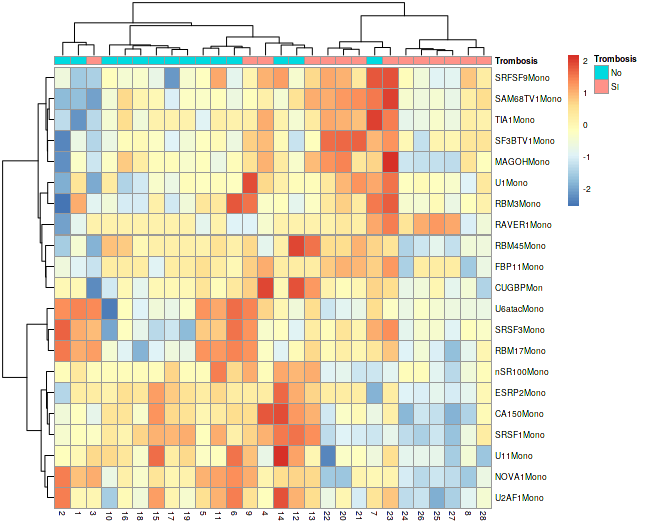 Trombosis
SRFSF9Mono
SAM68TV1Mono
TIA1Mono
SF3BTV1Mono
MAGOHMono
U1Mono
RBM3Mono
RAVER1Mono
RBM45Mono
FBP11Mono
CUGBPMon
U6atacMono
SRSF3Mono
RBM17Mono
nSR100Mono
ESRP2Mono
CA150Mono
SRSF1Mono
U11Mono
NOVA1Mono
U2AF1Mono
2 1 3 10 16 18 15 17 19 5 11 6 9 4 14 12 13 22 20 21 7 23 24 26 25 27 8 28
2
1
0
-1
-2
Trombosis
No
SI